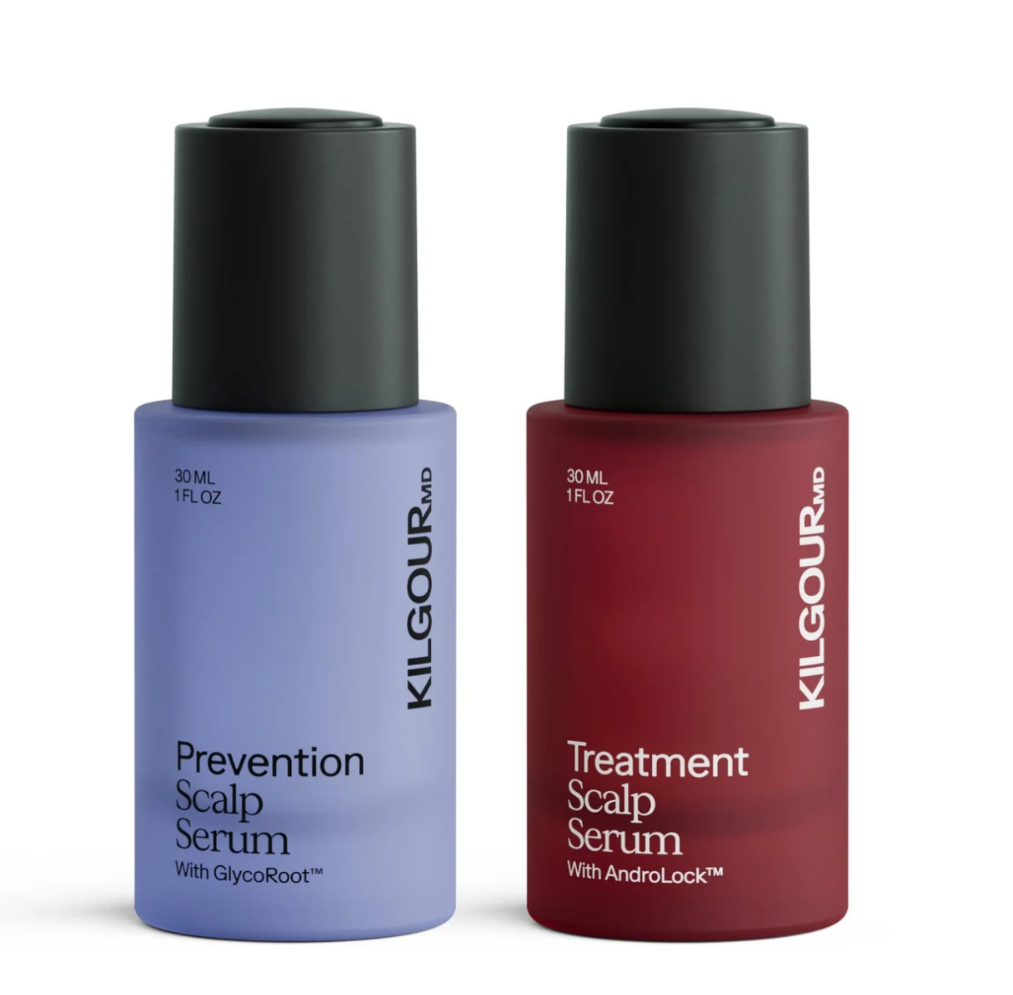 30 ML
1 FL OZ
KILGOURMD
Prevention
Scalp
Serum
With GlycoRoot™
30 ML
1 FL OZ
KILGOURMD
Treatment
Scalp
Serum
With AndroLock™